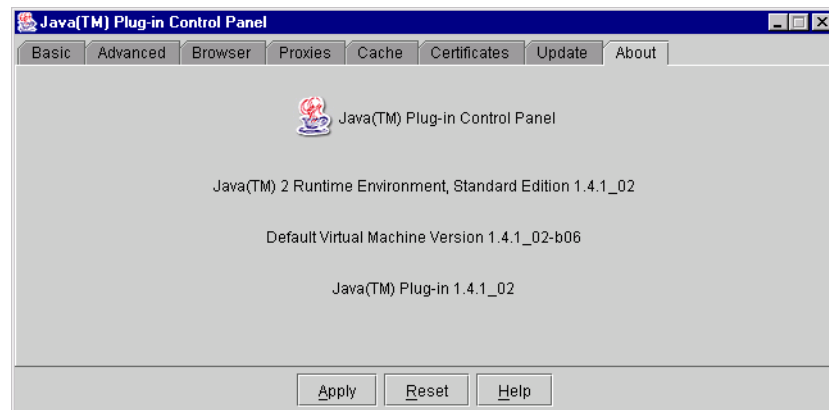 Java(TM) Plug-in Control Panel
Basic Advanced Browser Proxies Cache Certificates Update About
Java(TM) Plug-in Control Panel
Java(TM) 2 Runtime Environment, Standard Edition 1.4.1_02
Default Virtual Machine Version 1.4.1_02-b06
Java(TM) Plug-in 1.4.1_02
Apply Reset Help